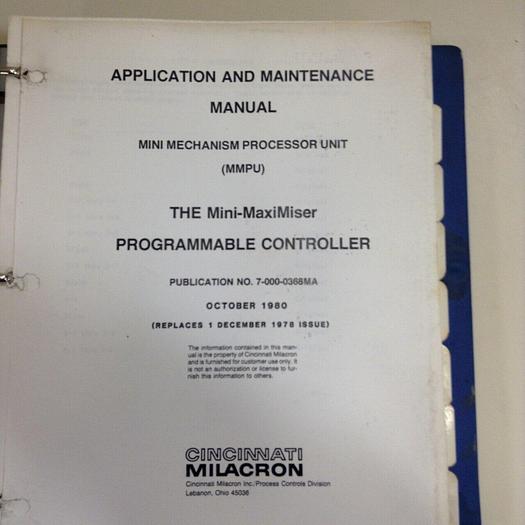 APPLICATION AND MAINTENANCE
MANUAL
MINI MECHANISM PROCESSOR UNIT
(MMPU)
THE Mini-MaxiMiser
PROGRAMMABLE CONTROLLER
PUBLICATION NO. 7-000-0368MA
OCTOBER 1980
(REPLACES 1 DECEMBER 1978 ISSUE)
The information contained in this man-
ual is the property of Cincinnati Milacron
and is furnished for customer use only. It
is not an authorization or license to fur-
nish this information to others.
CINCINNATI
MILACRON
Cincinnati Milacron Inc./Process Controls Division
Lebanon, Ohio 45036